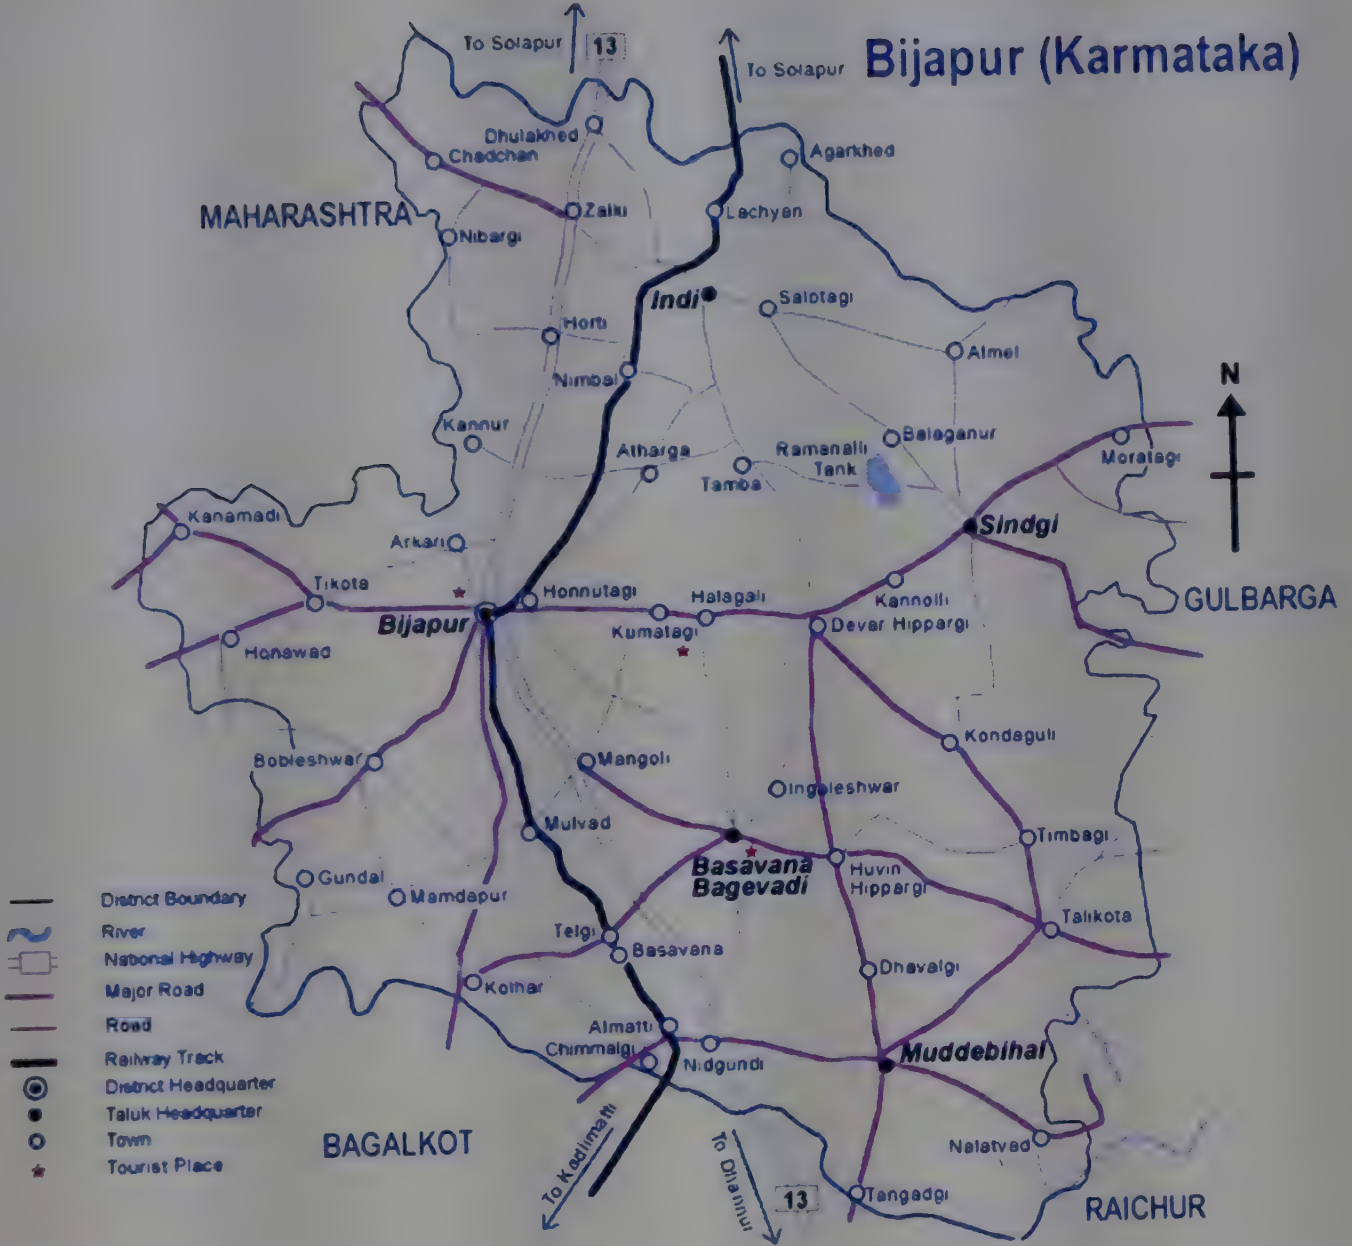 Bijapur (Karmataka)
To Solapur
13
To Solapur
Dhulakhed
Chadchan
Agarkhed
MAHARASHTRA
Zalki
Lachyan
Nibargi
Indi
Salotagi
Horti
Almel
Nimbal
N
Kannur
Atharga
Tamba
Ramanalli
Tank
Balaganur
Moratagi
Kanamadi
Arkari
Sindgi
Tikota
Honnutagi
Halagali
Kannolli
GULBARGA
Bijapur
Kumatagi
Devar Hippargi
Honawad
Kondaguli
Bobleshwar
Mangoli
Ingaleshwar
Mulvad
Timbagi
Basavana
Bagevadi
Huvin
Hippargi
Gundal
Mamdapur
Talikota
Telgi
Basavana
Dhavalgi
Kolhar
Almatti
Chimmalgi
Nidgundi
Muddebihal
Nalatvad
Tangadgi
BAGALKOT
To Kadlimatti
To Dhannur
13
RAICHUR
District Boundary
River
National Highway
Major Road
Road
Railway Track
District Headquarter
Taluk Headquarter
Town
Tourist Place